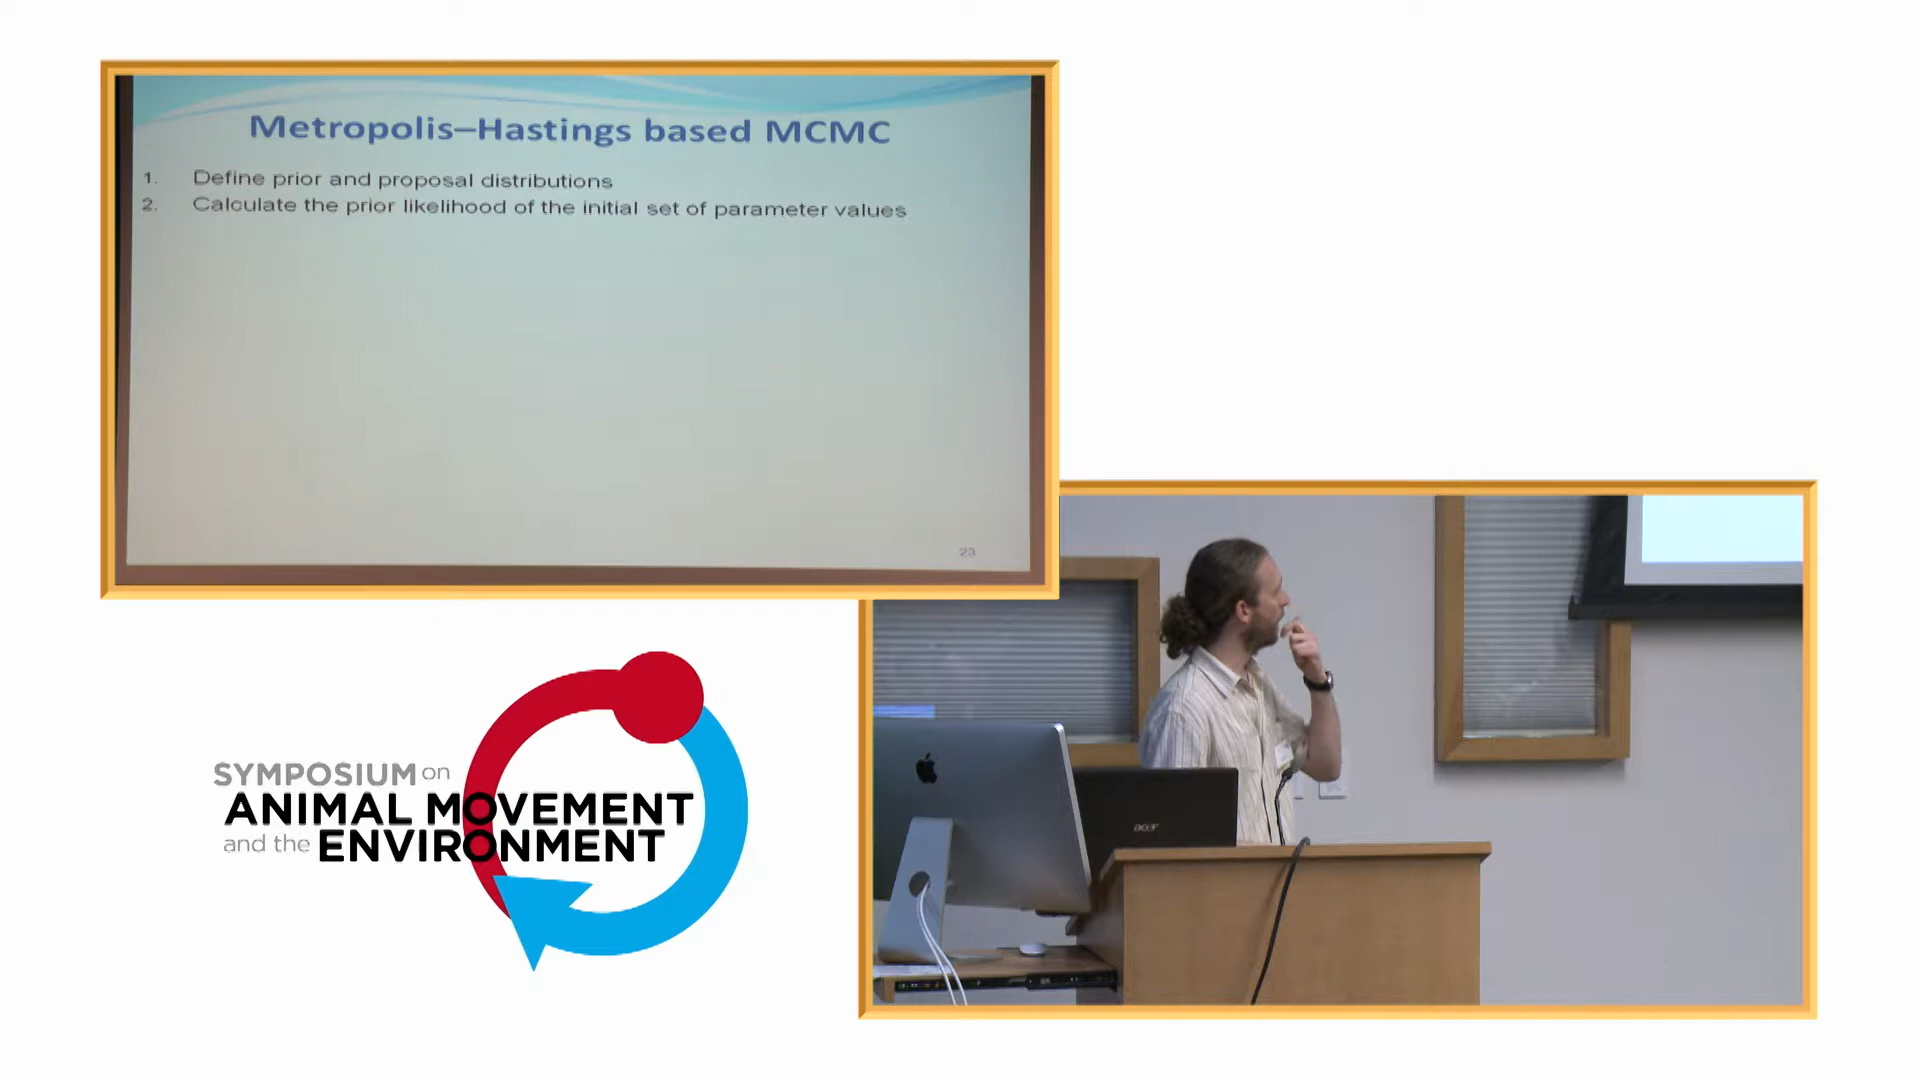 Metropolis–Hastings based MCMC
1. Define prior and proposal distributions
2. Calculate the prior likelihood of the initial set of parameter values
23
SYMPOSIUM on
ANIMAL MOVEMENT
and the ENVIRONMENT
acer